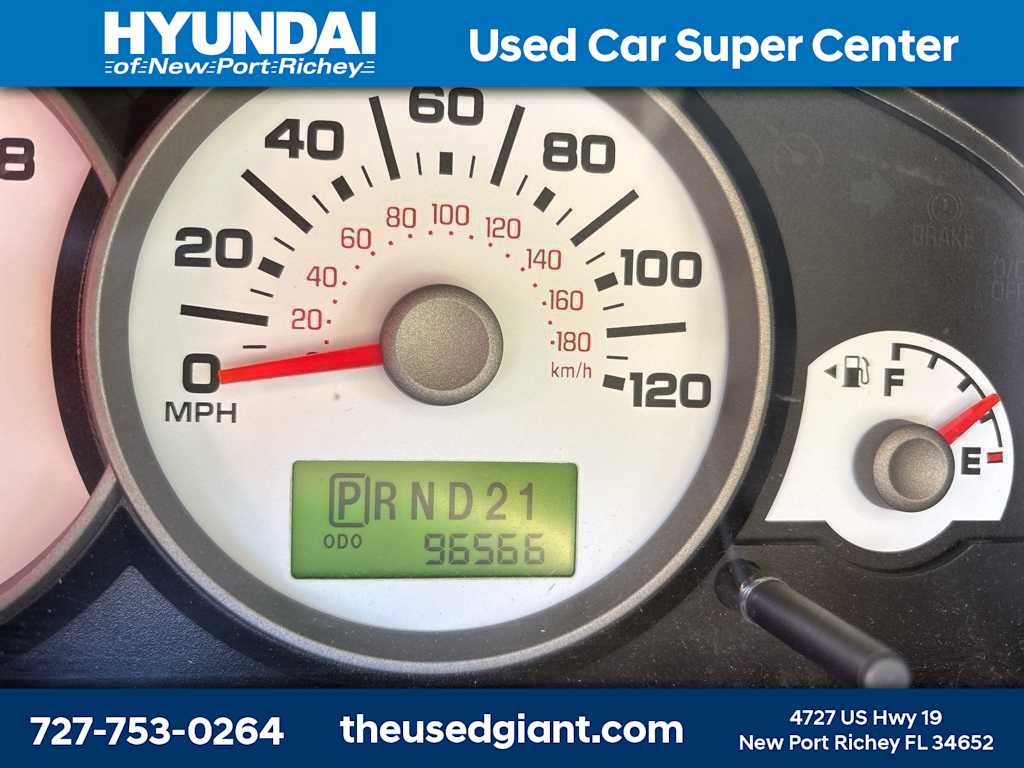 HYUNDAI
of New Port Richey
Used Car Super Center
8
60
40
80
20
100
0
120
MPH
80 100
60 120
40 140
20 160
180
km/h
F
E
BRAKE
PRND21
ODO 96566
727-753-0264
theusedgiant.com
4727 US Hwy 19
New Port Richey FL 34652